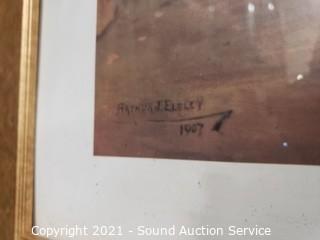 ARTHUR J. ELSLEY
1907
Copyright 2021 - Sound Auction Service